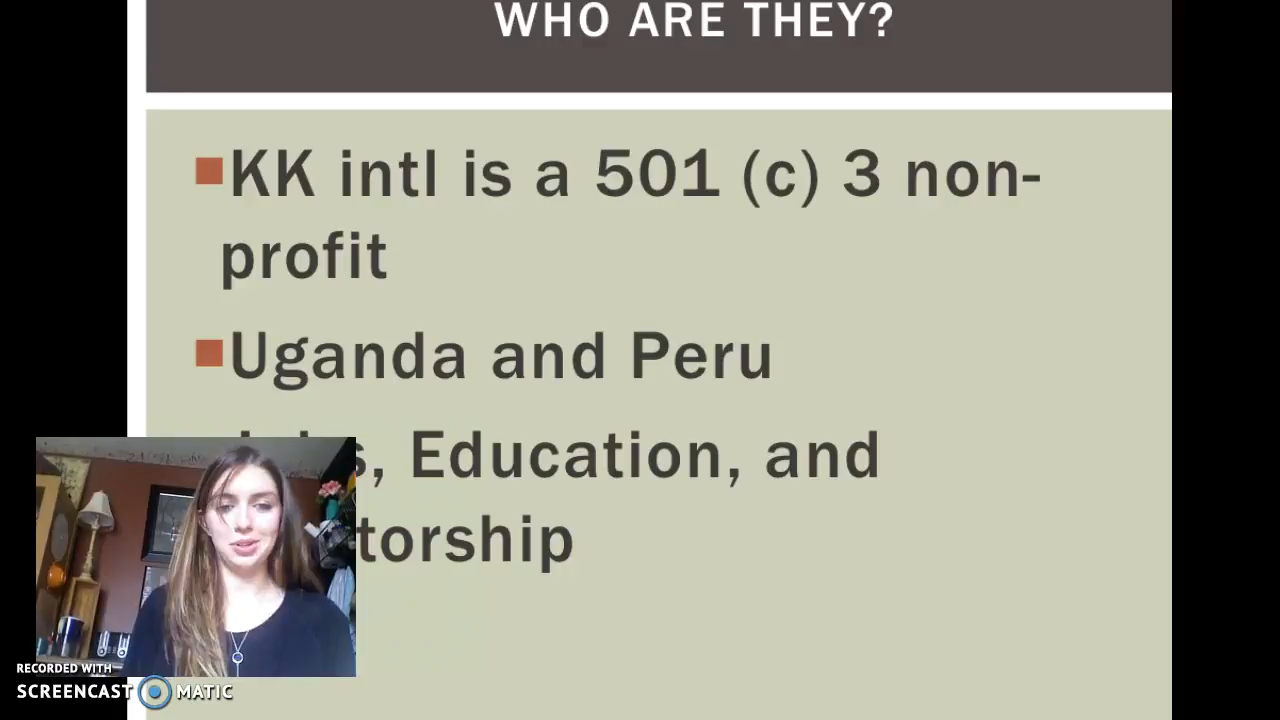 WHO ARE THEY?
KK intl is a 501 (c) 3 non-
profit
Uganda and Peru
Education, and
RECORDED WITH
SCREENCAST MATIC